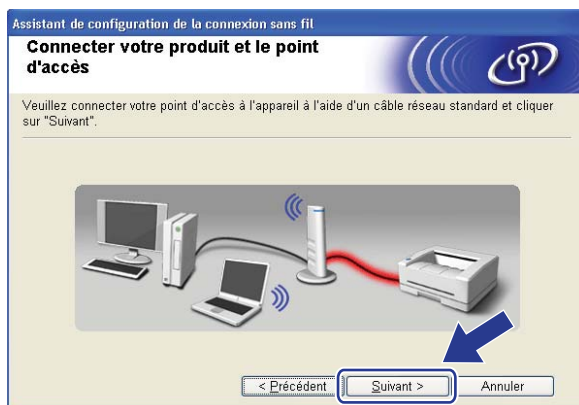 Assistant de configuration de la connexion sans fil
Connecter votre produit et le point
d'accès
Veuillez connecter votre point d'accès à l'appareil à l'aide d'un câble réseau standard et cliquer
sur "Suivant".
< Précédent
Suivant >
Annuler